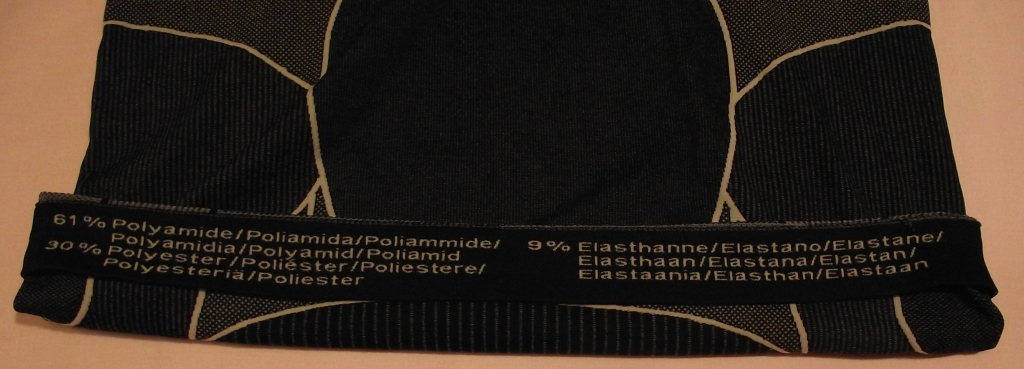 61% Polyamide/Poliamida/Poliammide/
Polyamidia/Polyamid/Poliamid
30% Polyester/Poliéster/Poliestere/
Polyesteriä/Poliester
9% Elasthanne/Elastano/Elastane/
Elasthaan/Elastana/Elastan/
Elastaania/Elasthan/Elastaan